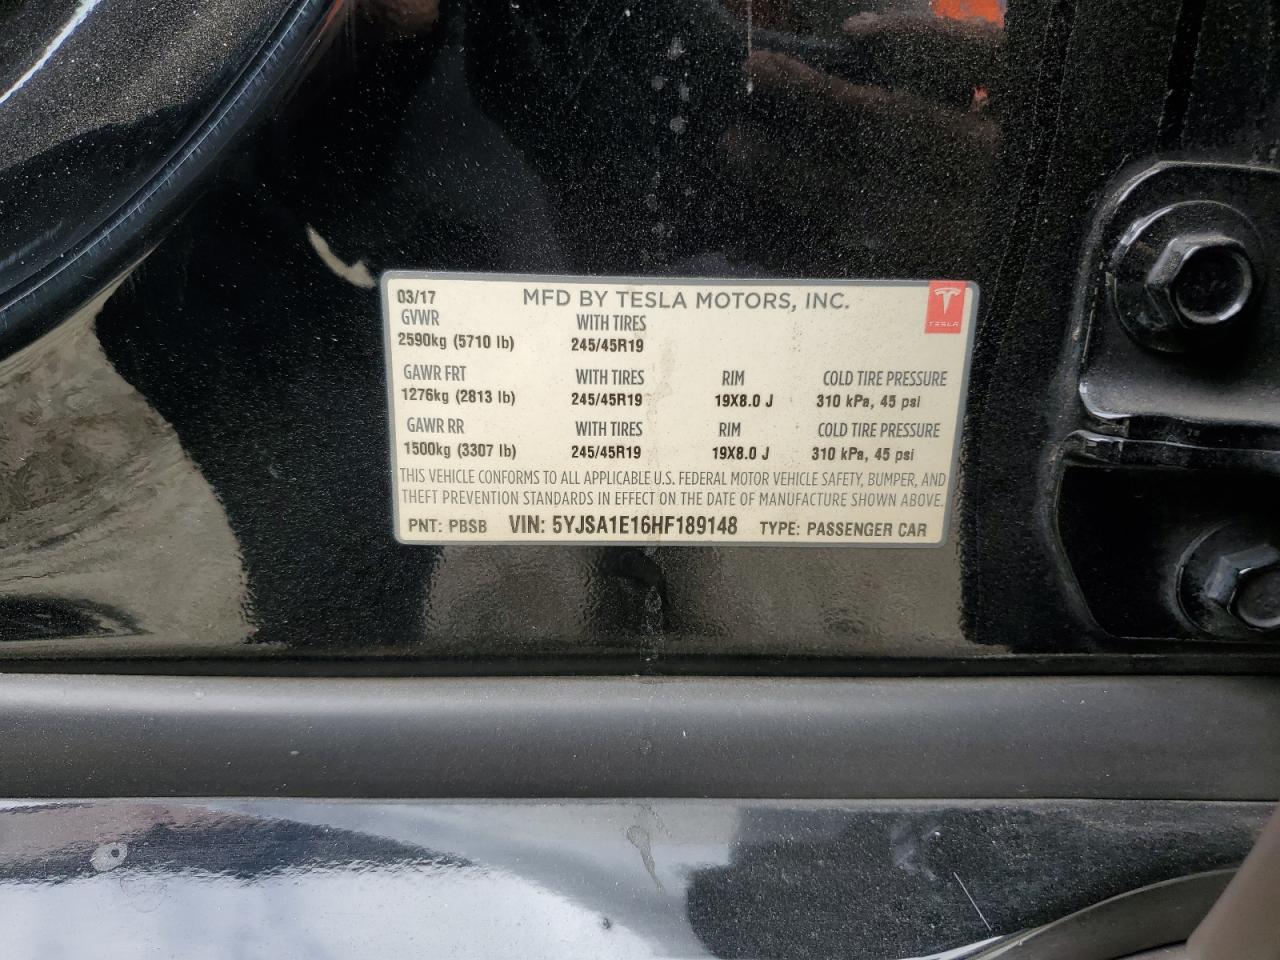 03/17 MFD BY TESLA MOTORS, INC.
TESLA
GVWR WITH TIRES
2590kg (5710 lb) 245/45R19
GAWR FRT WITH TIRES RIM COLD TIRE PRESSURE
1276kg (2813 lb) 245/45R19 19X8.0 J 310 kPa, 45 psi
GAWR RR WITH TIRES RIM COLD TIRE PRESSURE
1500kg (3307 lb) 245/45R19 19X8.0 J 310 kPa, 45 psi
THIS VEHICLE CONFORMS TO ALL APPLICABLE U.S. FEDERAL MOTOR VEHICLE SAFETY, BUMPER, AND
THEFT PREVENTION STANDARDS IN EFFECT ON THE DATE OF MANUFACTURE SHOWN ABOVE.
PNT: PBSB VIN: 5YJSA1E16HF189148 TYPE: PASSENGER CAR